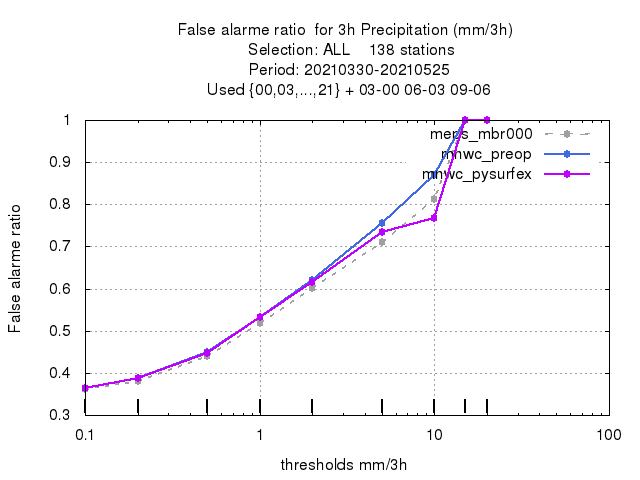 False alarme ratio  for 3h Precipitation (mm/3h)
Selection: ALL    138 stations
Period: 20210330-20210525
Used {00,03,...,21} + 03-00 06-03 09-06
meps_mbr000
mnwc_preop
mnwc_pysurfex
False alarme ratio
1
0.9
0.8
0.7
0.6
0.5
0.4
0.3
0.1
1
10
100
thresholds mm/3h